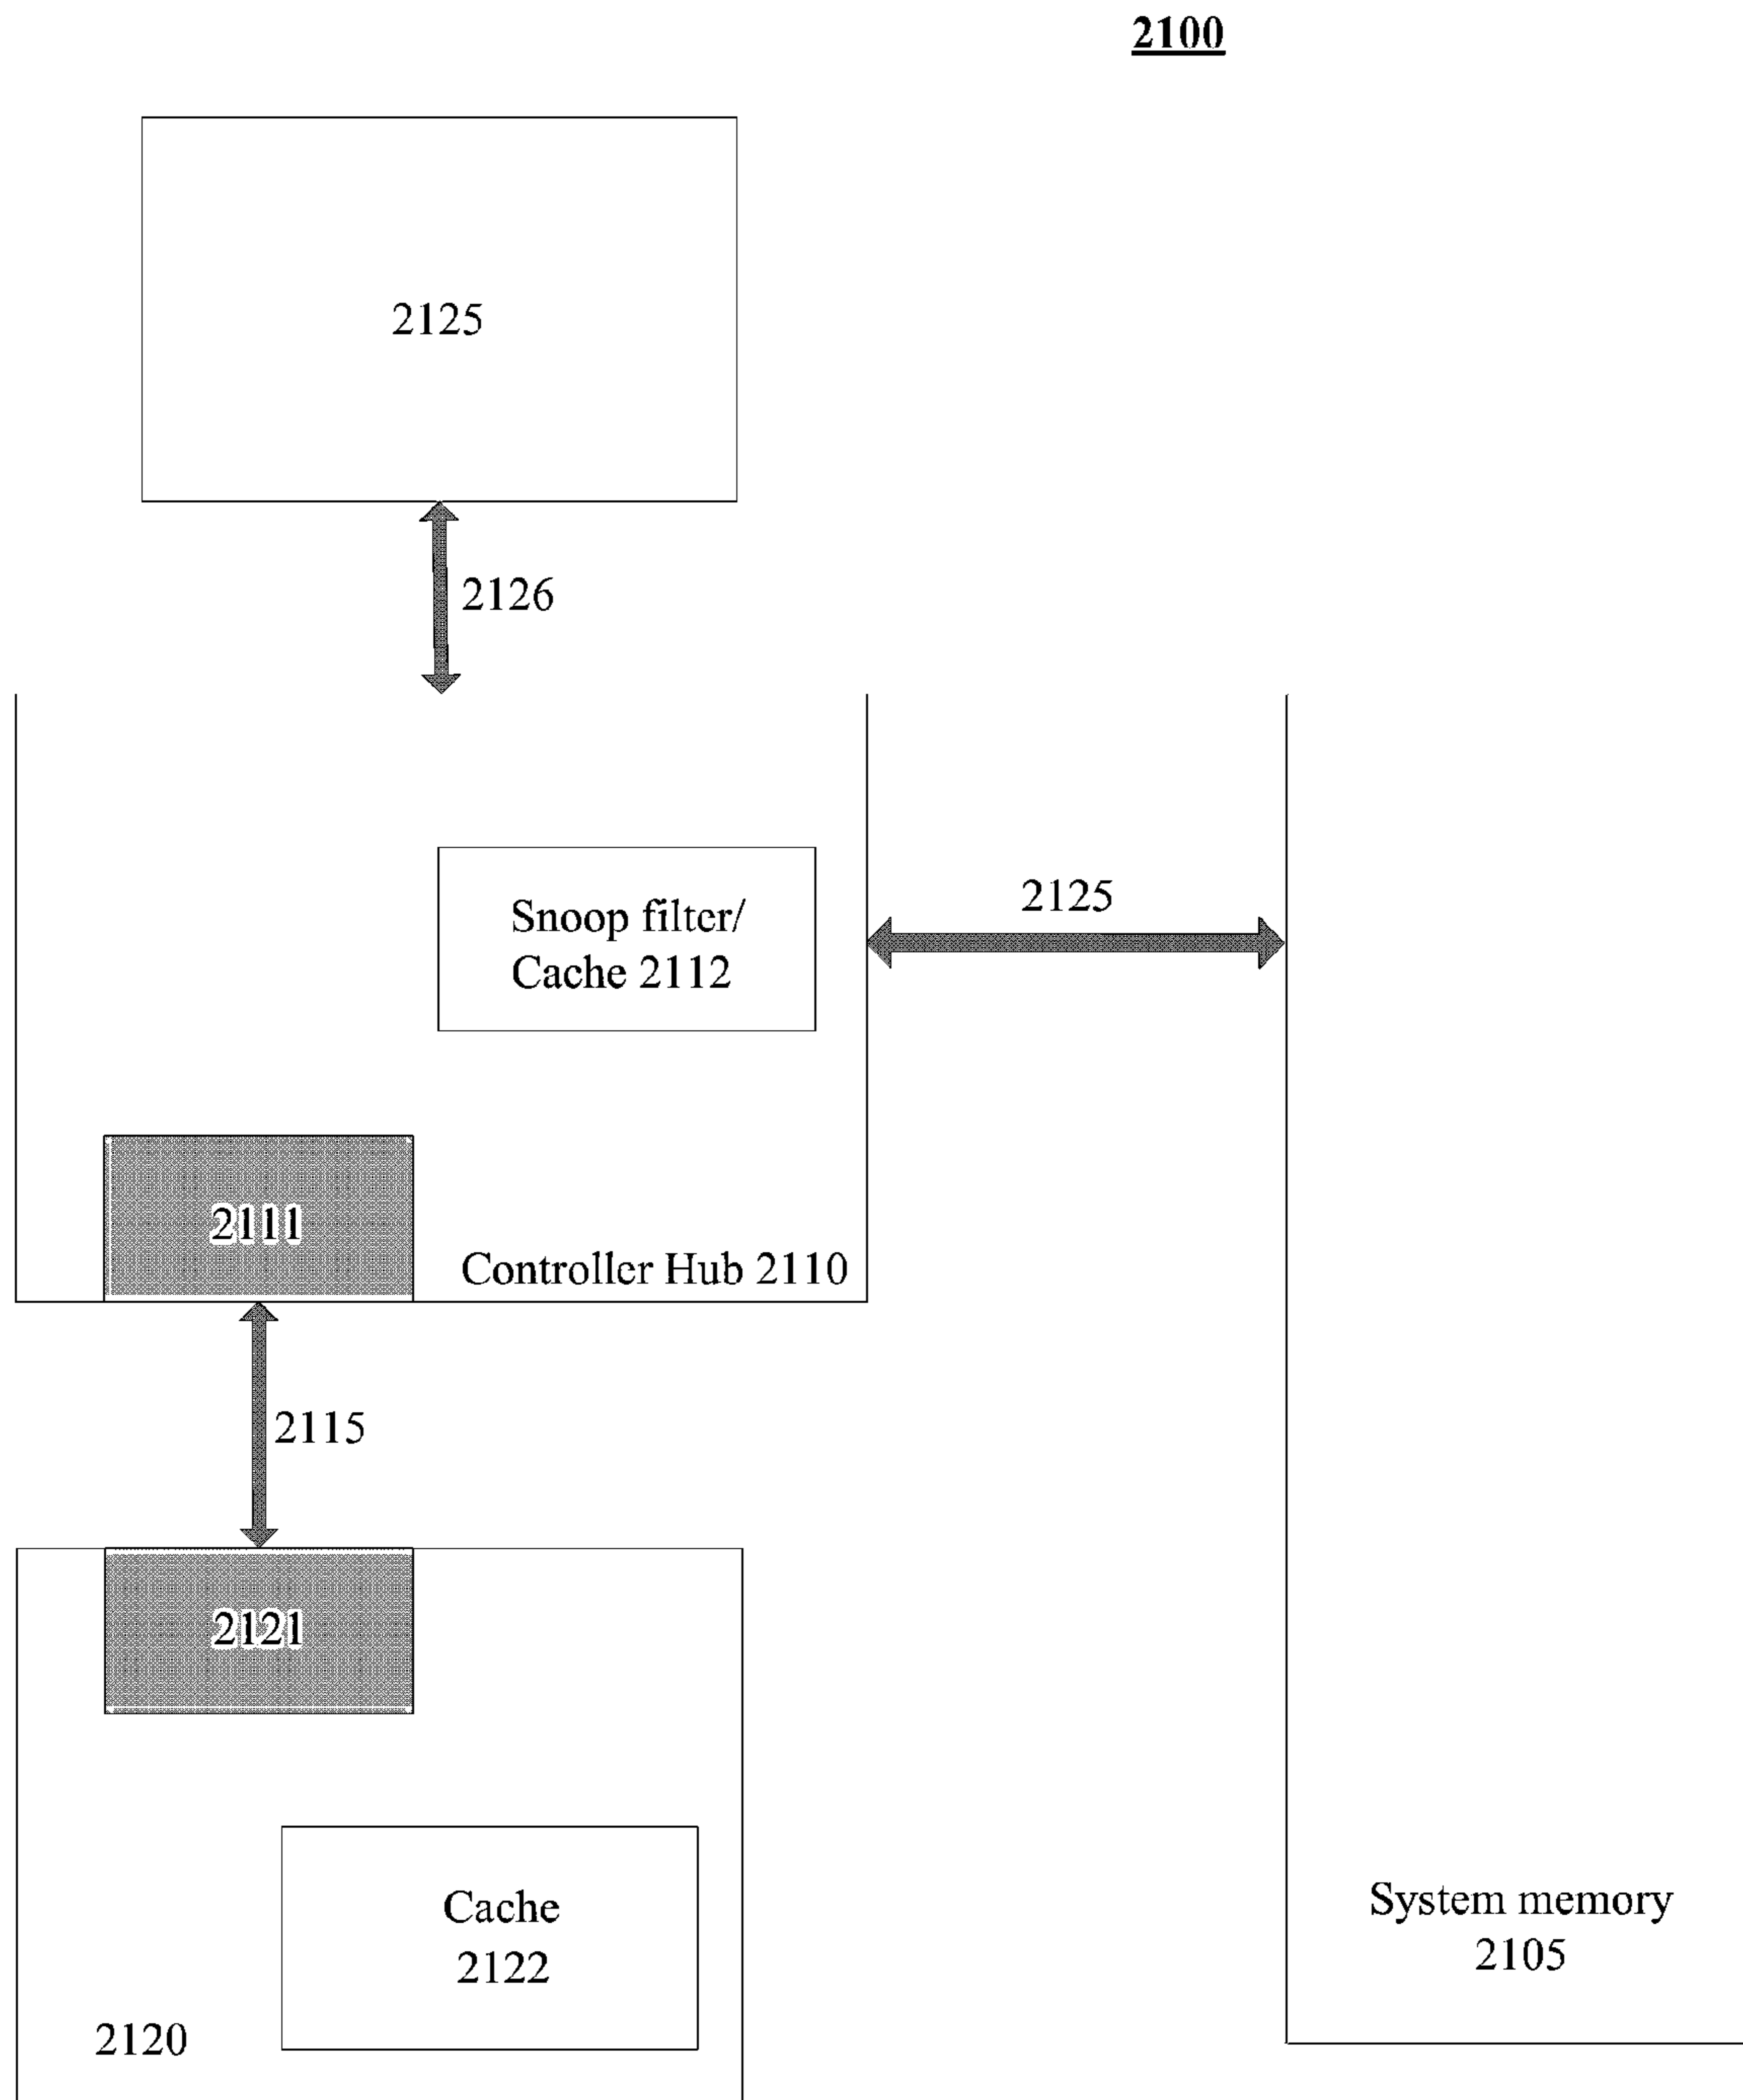 2100
2125
2126
Snoop filter/
Cache 2112
2125
2111
Controller Hub 2110
2115
2121
Cache
2122
System memory
2105
2120